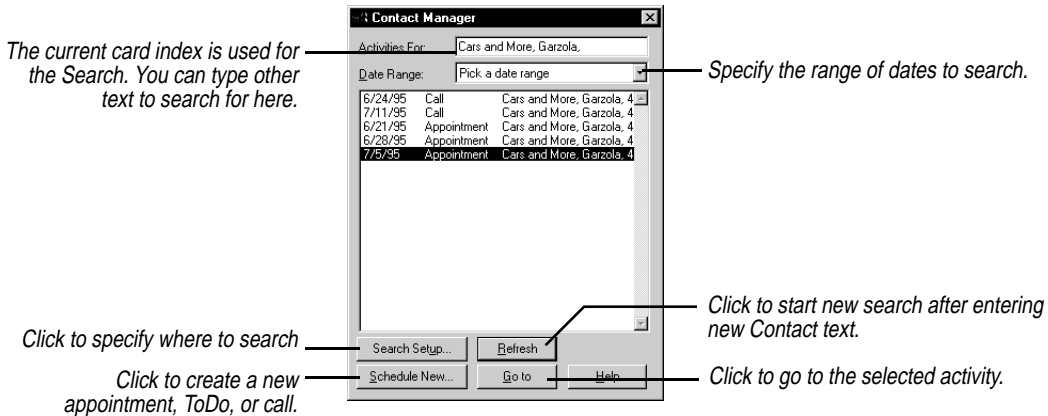 Contact Manager
The current card index is used for
the Search. You can type other
text to search for here.
Activities For: Cars and More, Garzola,
Date Range: Pick a date range
Specify the range of dates to search.
6/24/95 Call Cars and More, Garzola, 4
7/11/95 Call Cars and More, Garzola, 4
6/21/95 Appointment Cars and More, Garzola, 4
6/28/95 Appointment Cars and More, Garzola, 4
7/5/95 Appointment Cars and More, Garzola, 4
Click to specify where to search
Search Setup... Refresh
Click to start new search after entering
new Contact text.
Click to create a new
appointment, ToDo, or call.
Schedule New... Go to Help
Click to go to the selected activity.